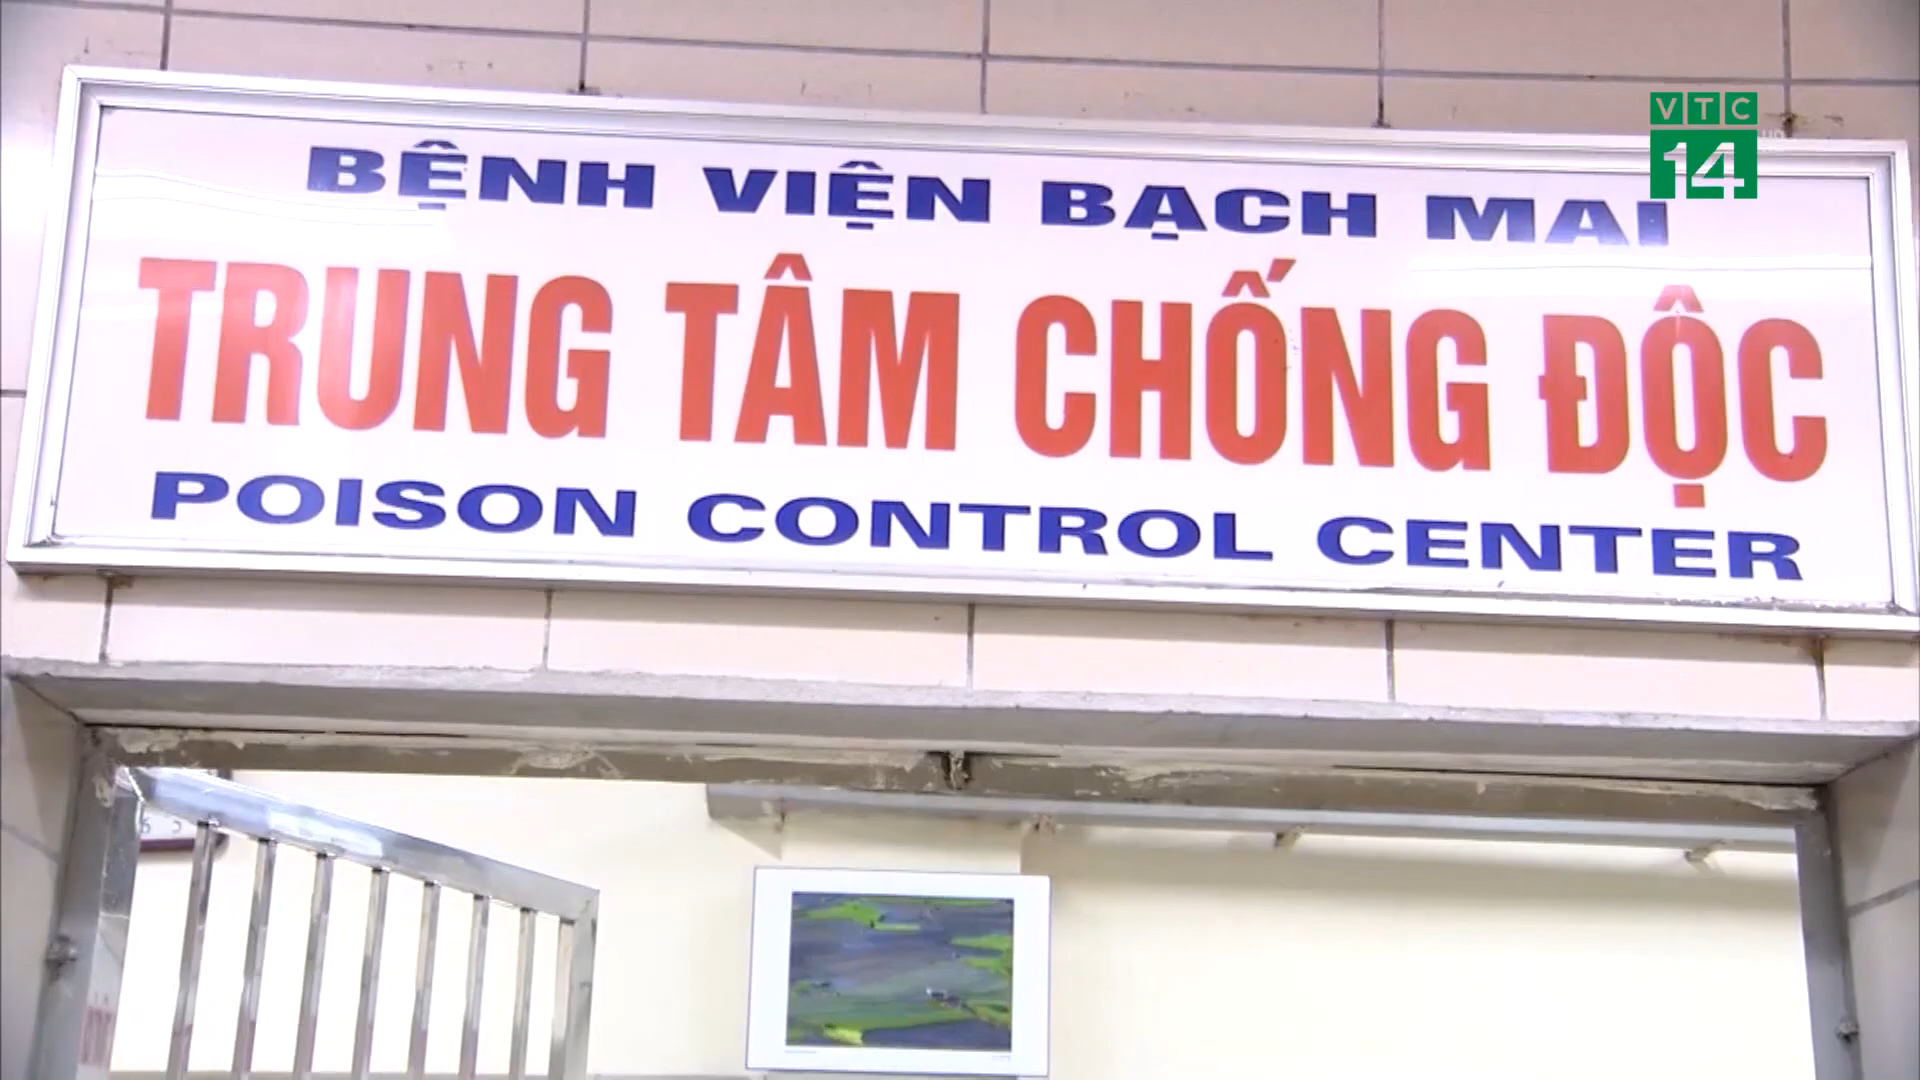 VTC
14
BỆNH VIỆN BẠCH MAI
TRUNG TÂM CHỐNG ĐỘC
POISON CONTROL CENTER